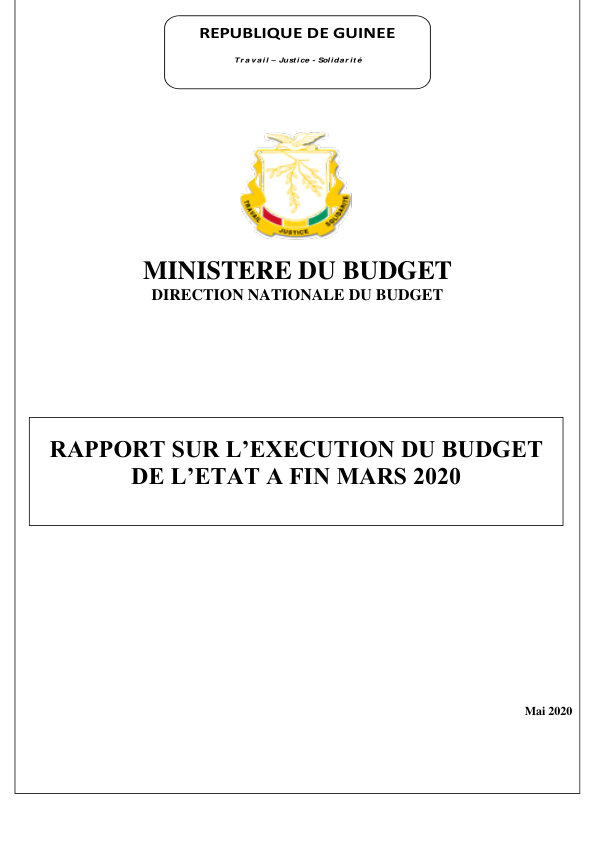 REPUBLIQUE DE GUINEE
Travail – Justice - Solidarité
TRAVAIL JUSTICE SOLIDARITÉ
MINISTERE DU BUDGET
DIRECTION NATIONALE DU BUDGET
RAPPORT SUR L’EXECUTION DU BUDGET
DE L’ETAT A FIN MARS 2020
Mai 2020